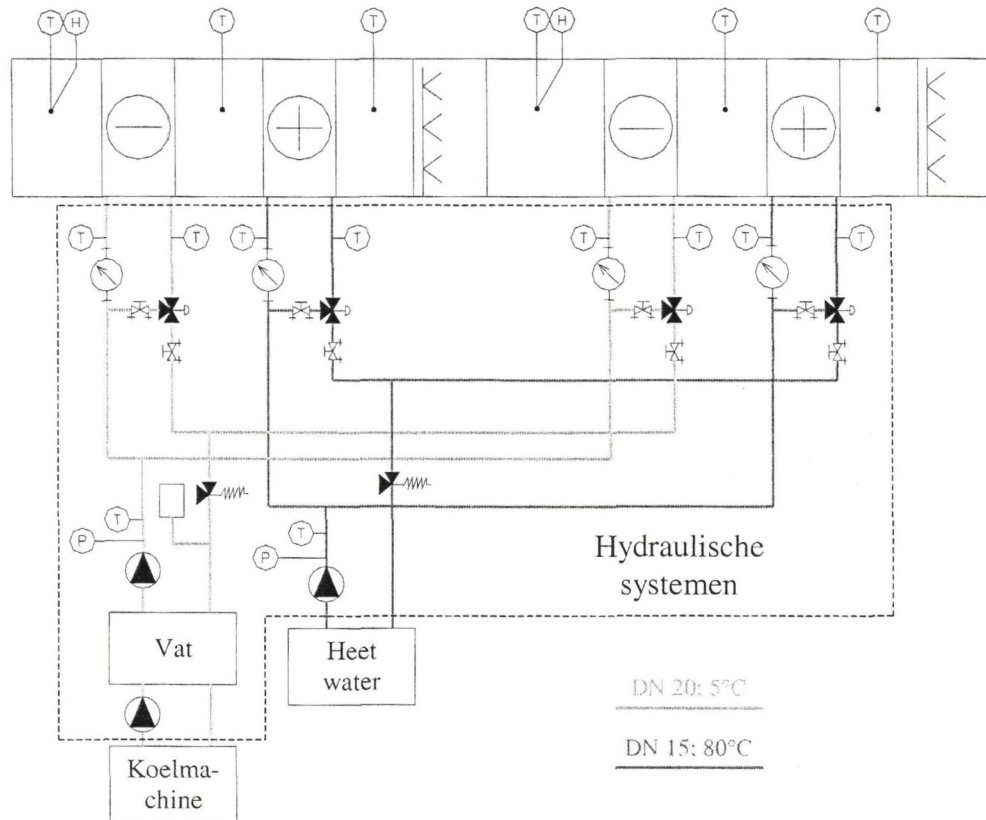 T H T T T H T T
T T T T T T T T
T
P
T
P
Hydraulische
systemen
Vat
Heet
water
DN 20: 5°C
DN 15: 80°C
Koelma-
chine